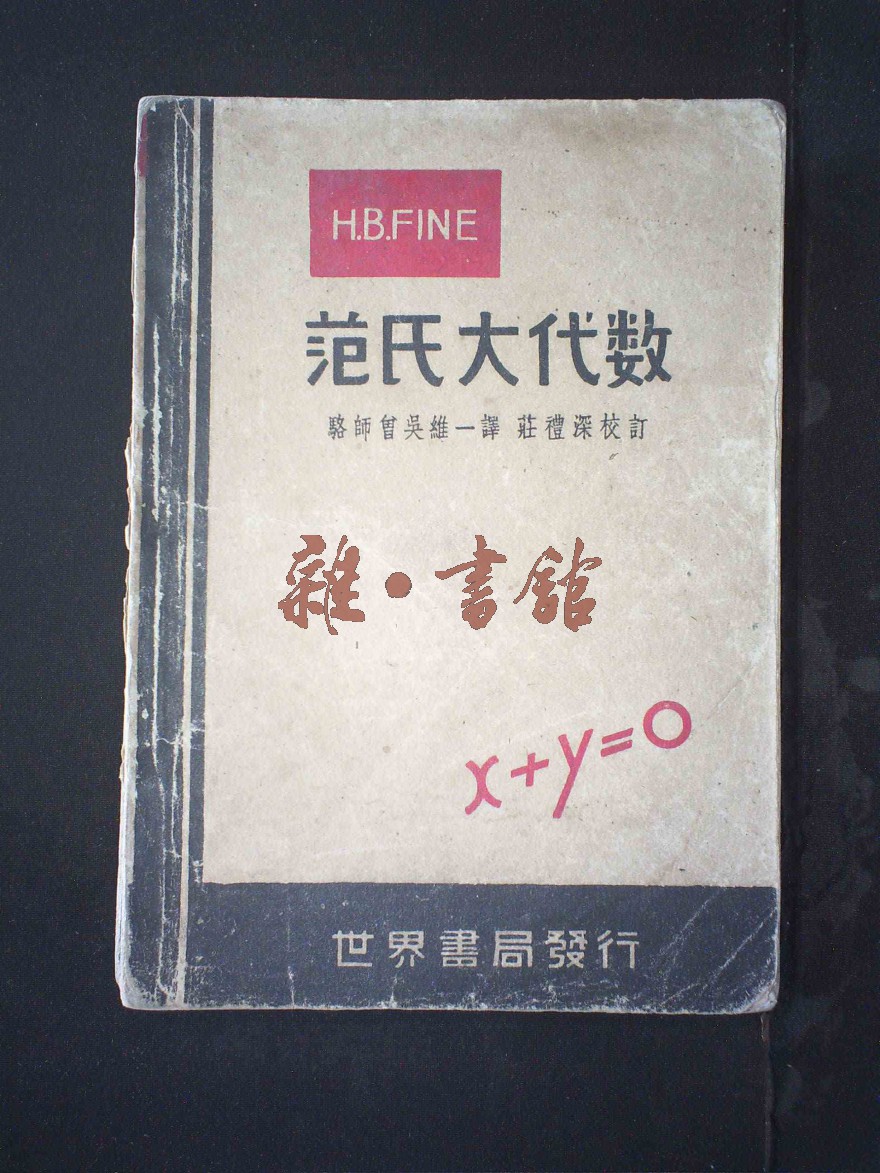 H.B.FINE
范氏大代数
駱師曾吳維一譯 莊禮深校訂
雜·書館
x+y=0
世界書局發行